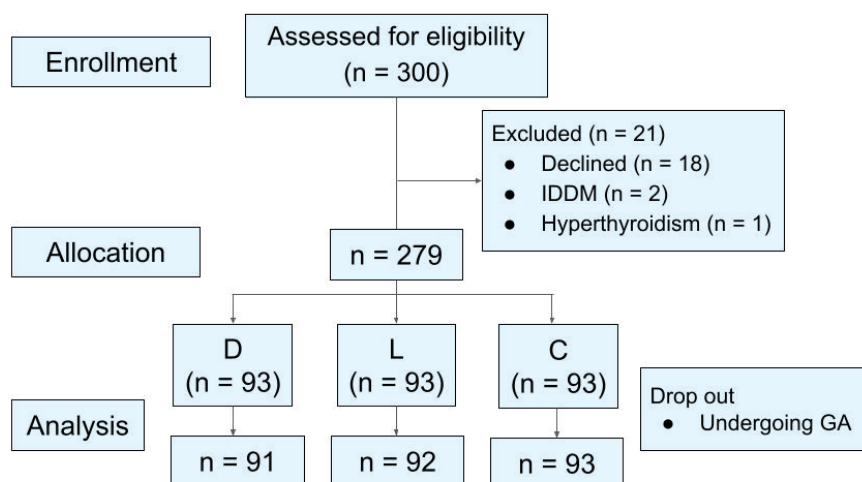 Enrollment
Assessed for eligibility
(n = 300)
Excluded (n = 21)
● Declined (n = 18)
● IDDM (n = 2)
● Hyperthyroidism (n = 1)
Allocation
n = 279
D
(n = 93)
L
(n = 93)
C
(n = 93)
Drop out
● Undergoing GA
Analysis
n = 91
n = 92
n = 93